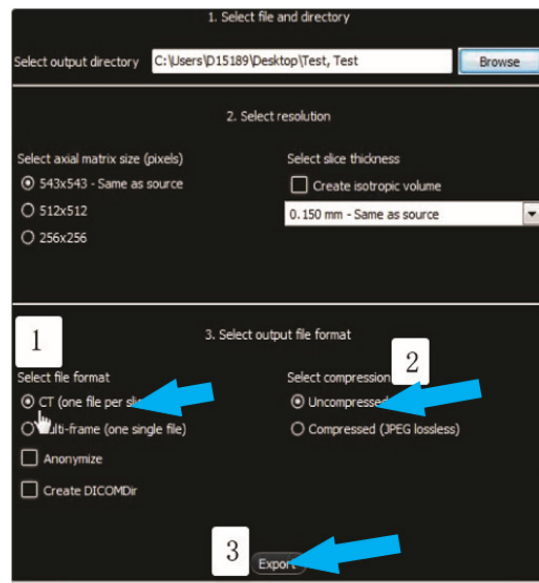 1. Select file and directory
Select output directory C:\Users\D15189\Desktop\Test, Test Browse
2. Select resolution
Select axial matrix size (pixels) Select slice thickness
543x543 - Same as source Create isotropic volume
512x512 0.150 mm - Same as source
256x256
1 3. Select output file format 2
Select file format Select compression
CT (one file per Uncompressed
(one single file) Compressed (JPEG lossless)
Anonymize
Create DICOMDir
3 Export